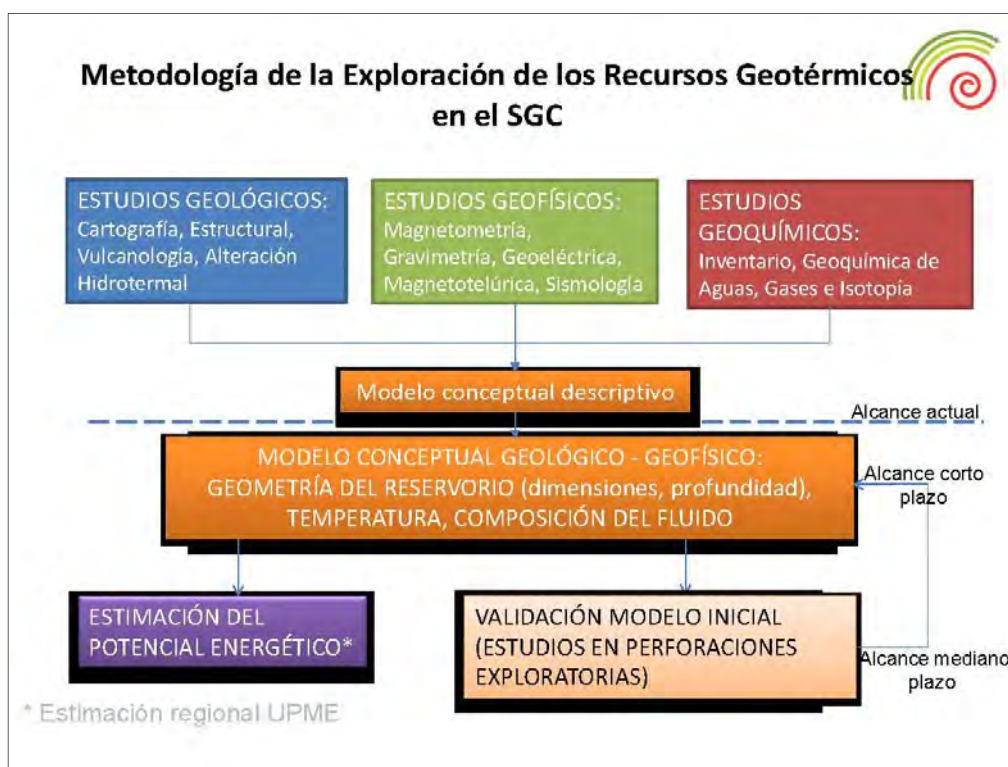 Metodología de la Exploración de los Recursos Geotérmicos
en el SGC
ESTUDIOS GEOLÓGICOS:
Cartografía, Estructural,
Vulcanología, Alteración
Hidrotermal
ESTUDIOS GEOFÍSICOS:
Magnetometría,
Gravimetría, Geoeléctrica,
Magnetotelúrica, Sismología
ESTUDIOS
GEOQUÍMICOS:
Inventario, Geoquímica de
Aguas, Gases e Isotopía
Modelo conceptual descriptivo
Alcance actual
MODELO CONCEPTUAL GEOLÓGICO - GEOFÍSICO:
GEOMETRÍA DEL RESERVORIO (dimensiones, profundidad),
TEMPERATURA, COMPOSICIÓN DEL FLUIDO
Alcance corto
plazo
ESTIMACIÓN DEL
POTENCIAL ENERGÉTICO*
VALIDACIÓN MODELO INICIAL
(ESTUDIOS EN PERFORACIONES
EXPLORATORIAS)
Alcance mediano
plazo
* Estimación regional UPME